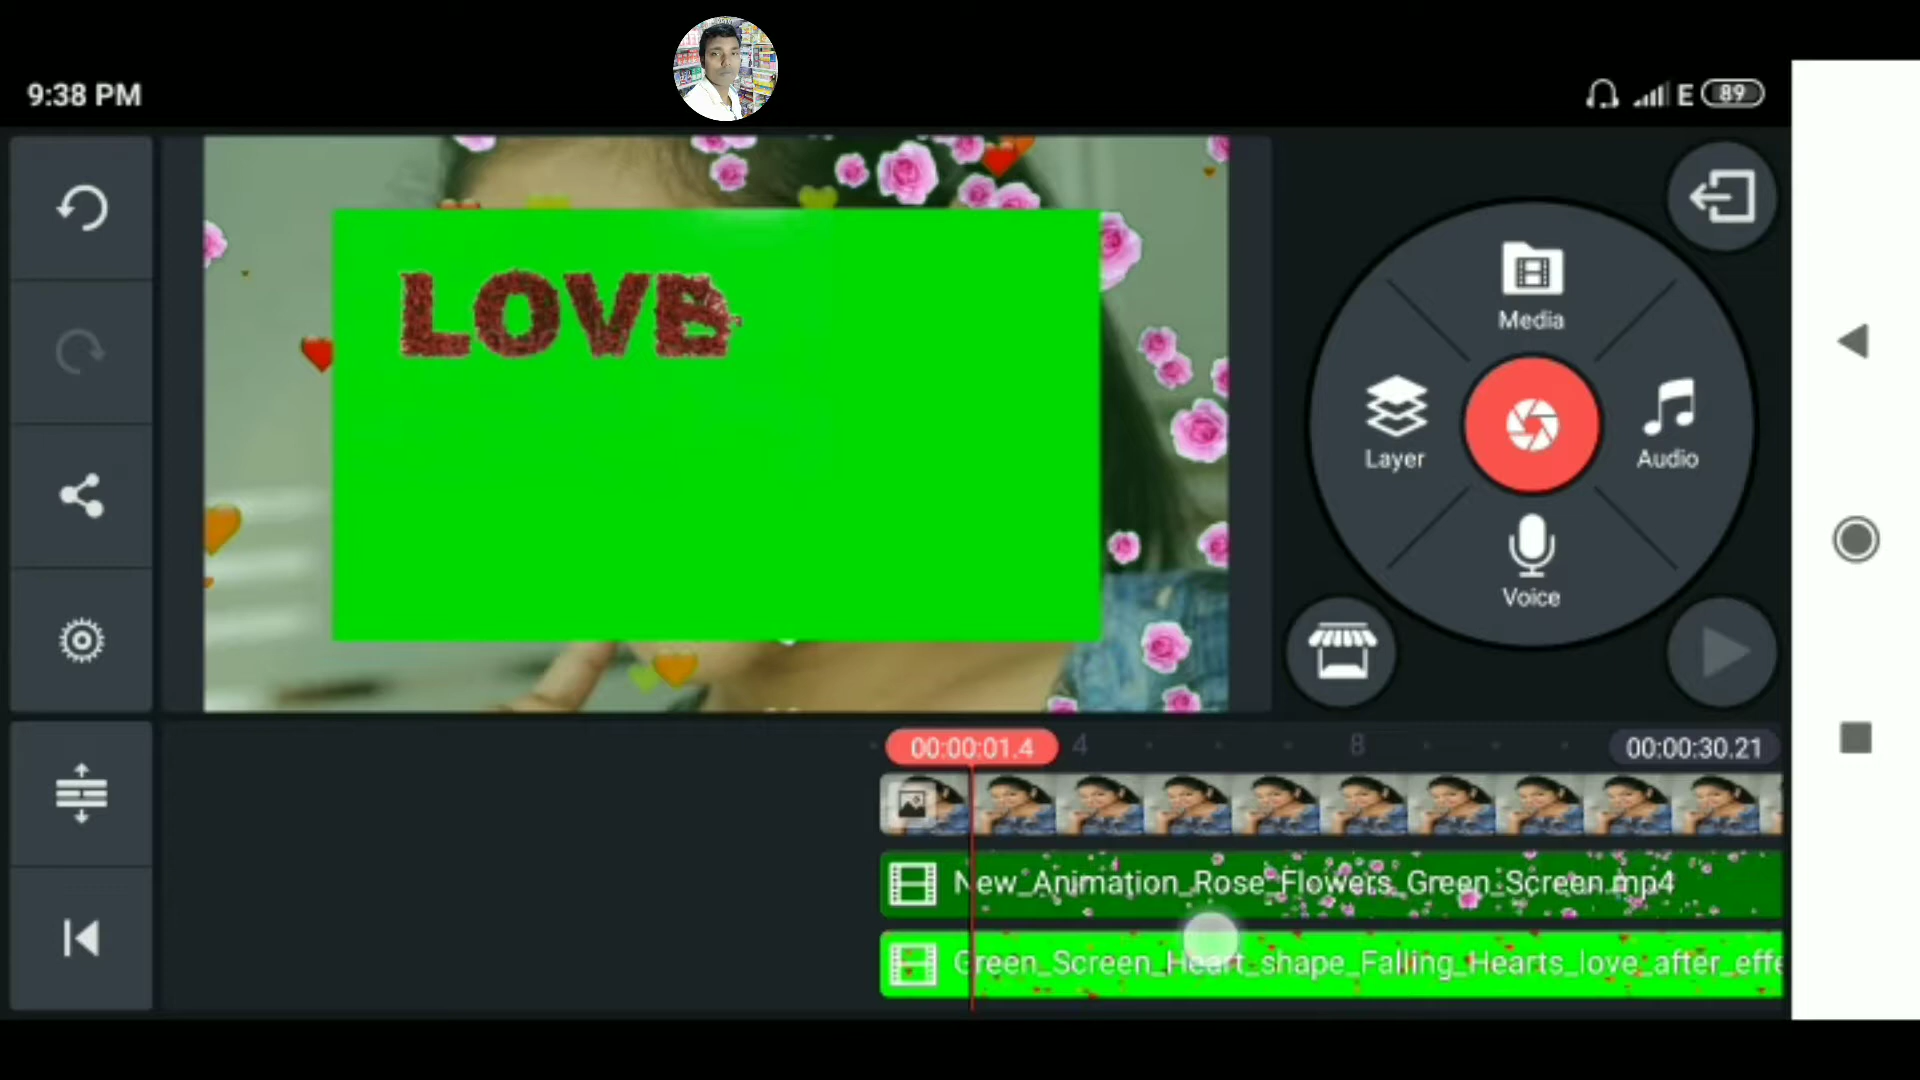 9:38 PM
E 89
LOVE
Media
Layer
Audio
Voice
00:00:01.4
4
8
00:00:30.21
New_Animation_Rose_Flowers_Green_Screen.mp4
Green_Screen_Heart_shape_Falling_Hearts_love_after_effe